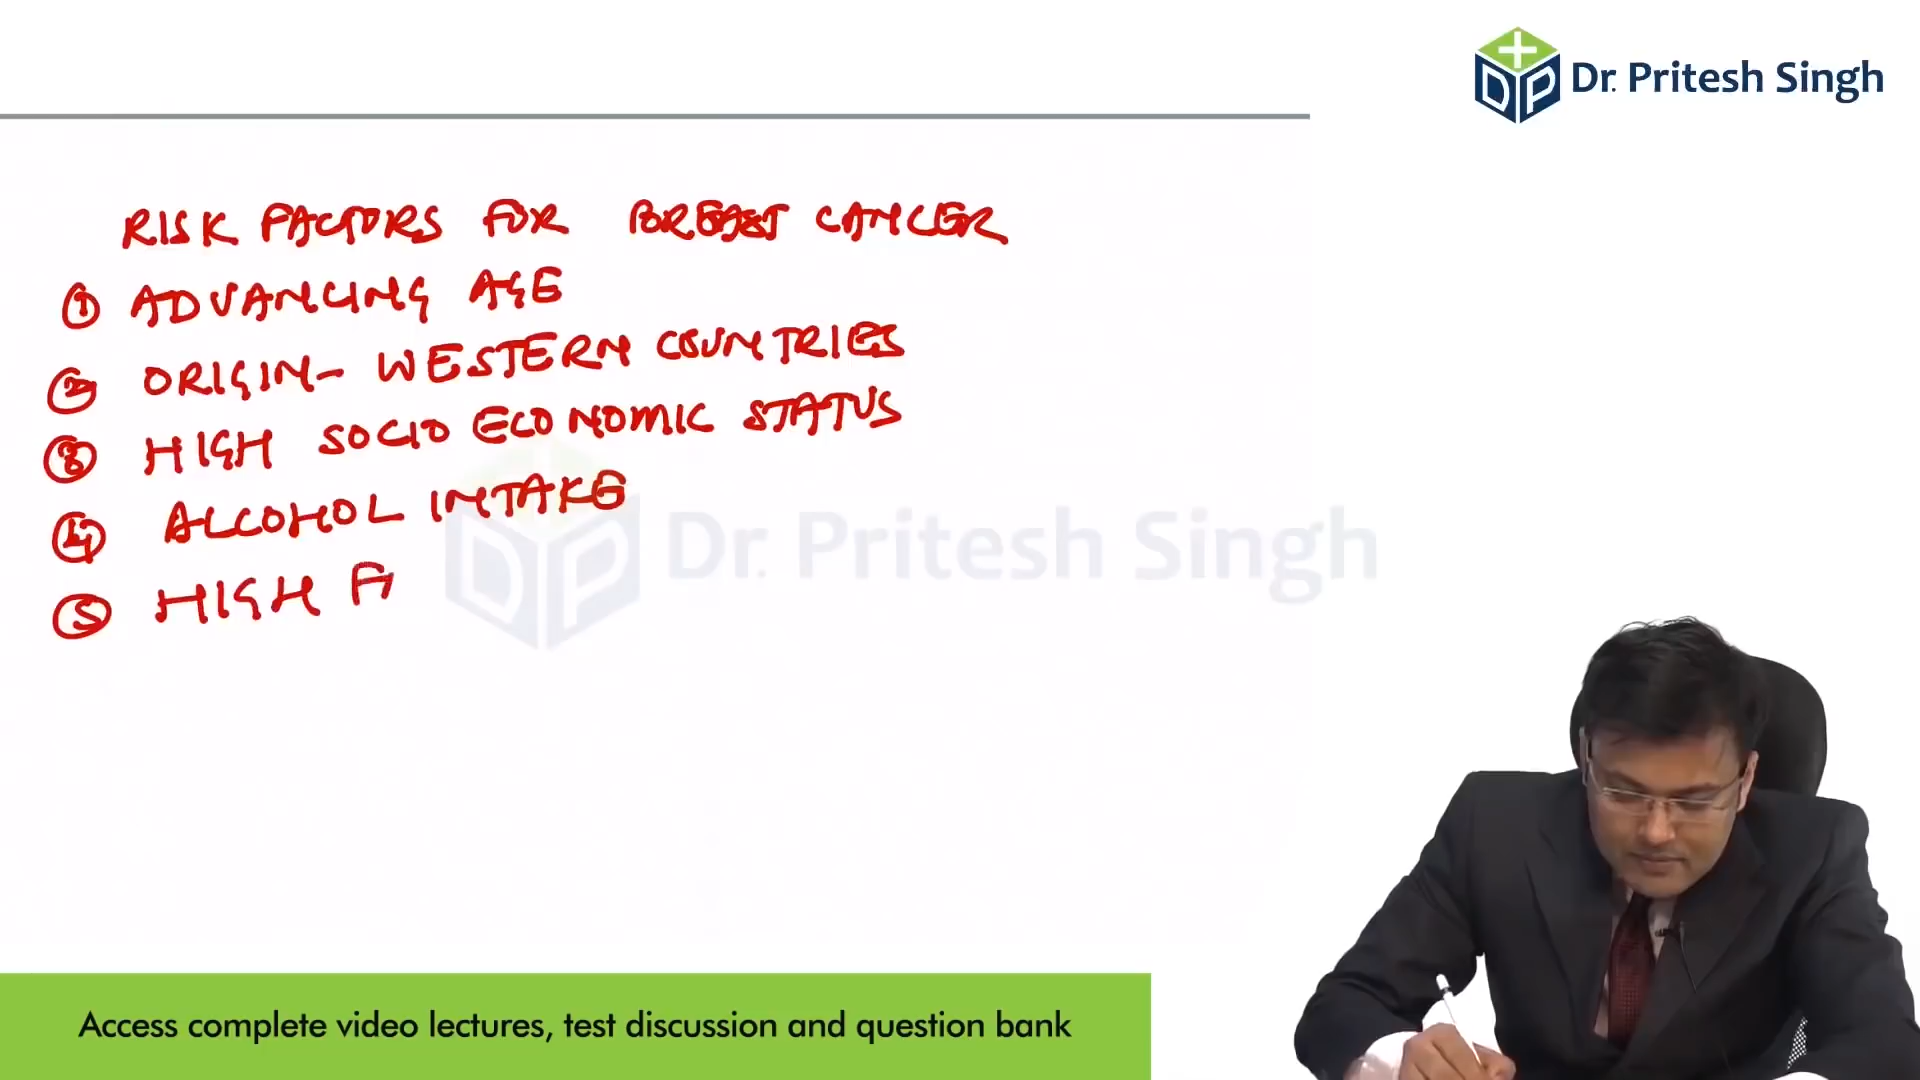 Dr. Pritesh Singh
RISK FACTORS FOR BREAST CANCER
① ADVANCING AGE
② ORIGIN- WESTERN COUNTRIES
③ HIGH SOCIO ECONOMIC STATUS
④ ALCOHOL INTAKE
⑤ HIGH FA
Dr. Pritesh Singh
Access complete video lectures, test discussion and question bank